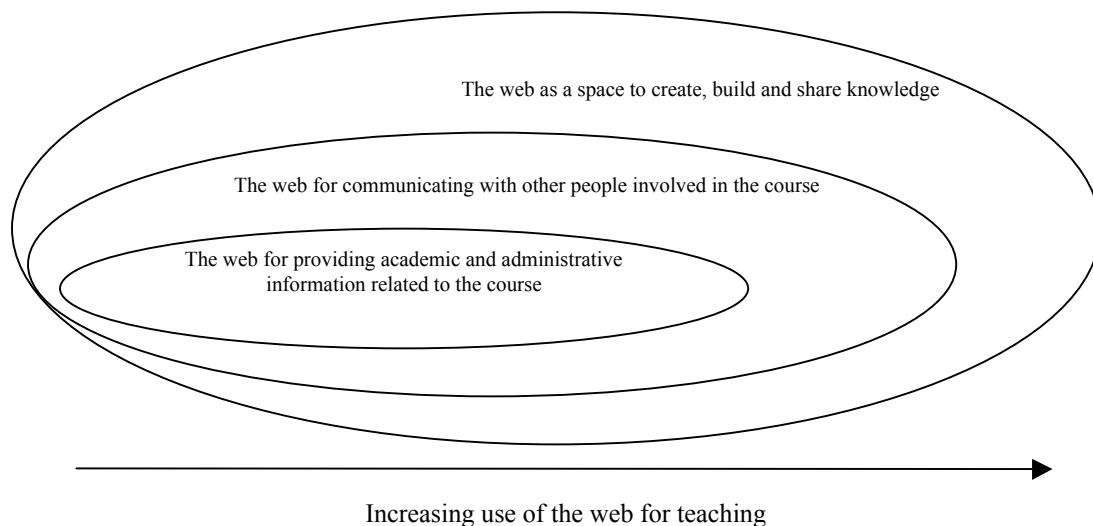 The web as a space to create, build and share knowledge
The web for communicating with other people involved in the course
The web for providing academic and administrative
information related to the course
Increasing use of the web for teaching